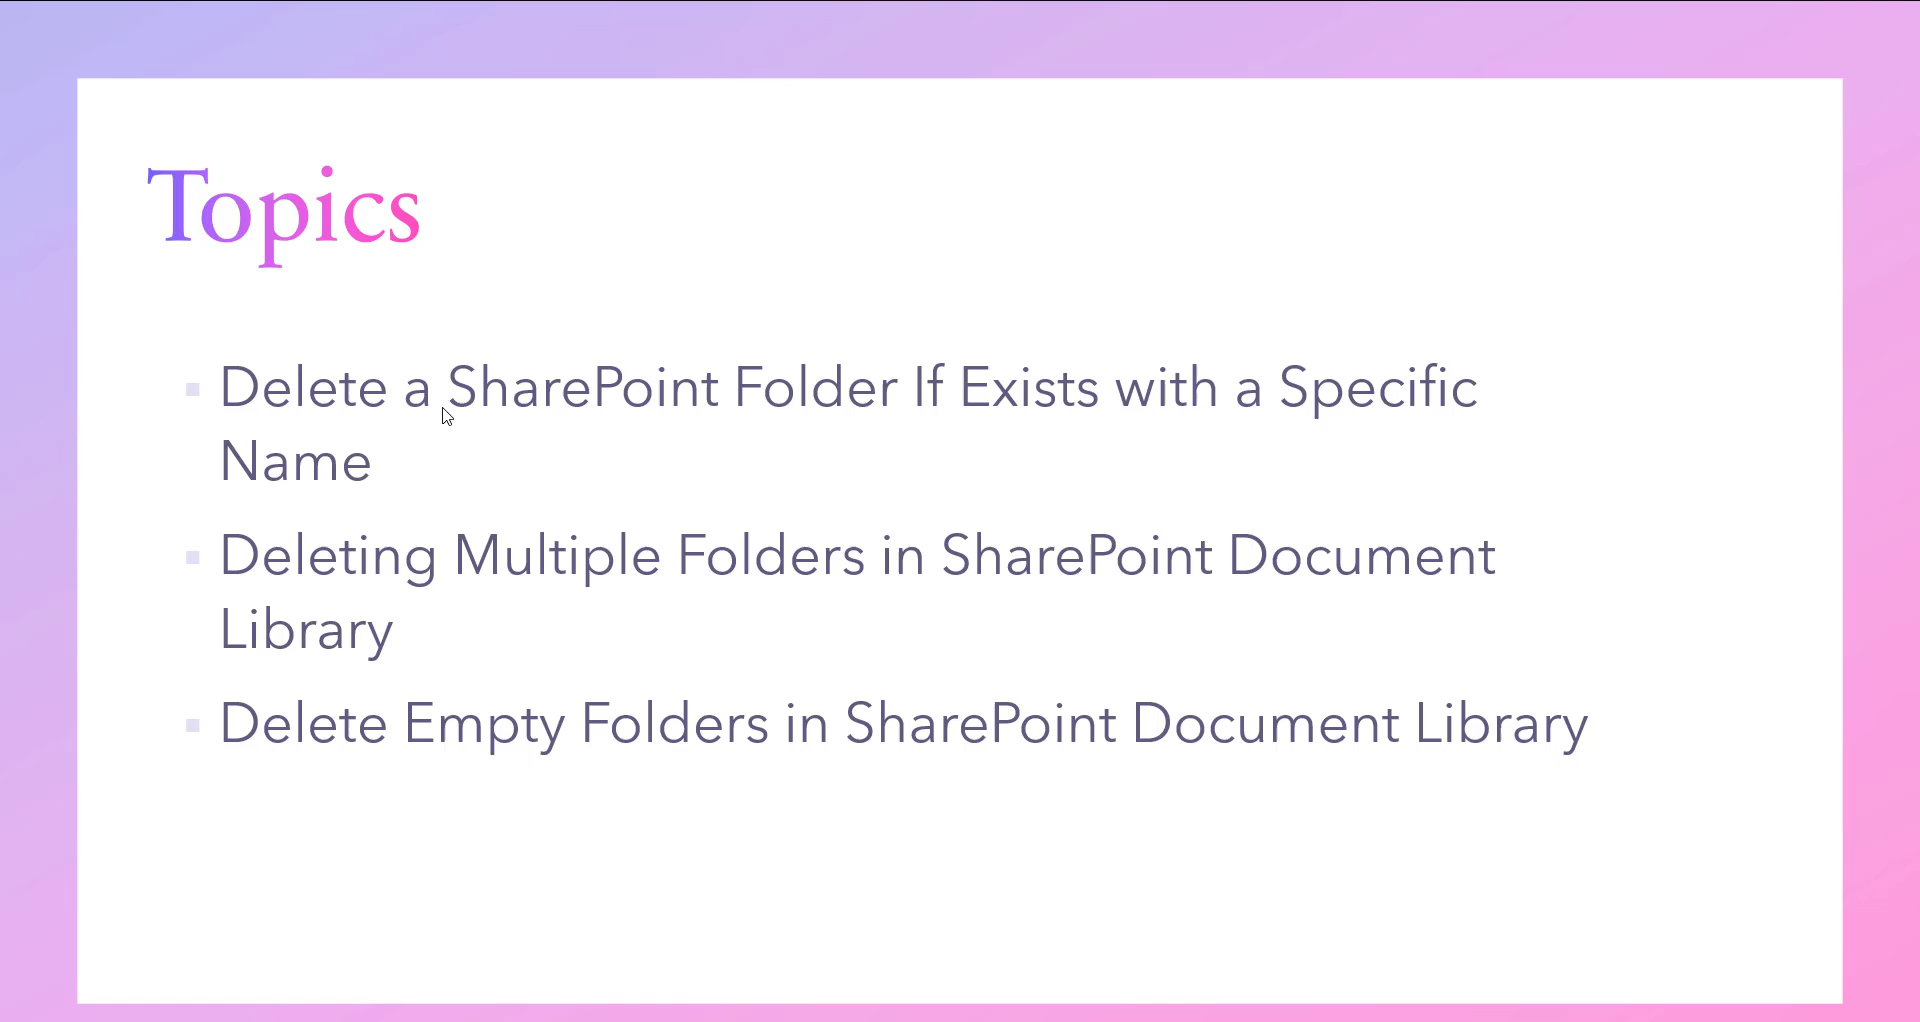 Topics
Delete a SharePoint Folder If Exists with a Specific
Name
Deleting Multiple Folders in SharePoint Document
Library
Delete Empty Folders in SharePoint Document Library